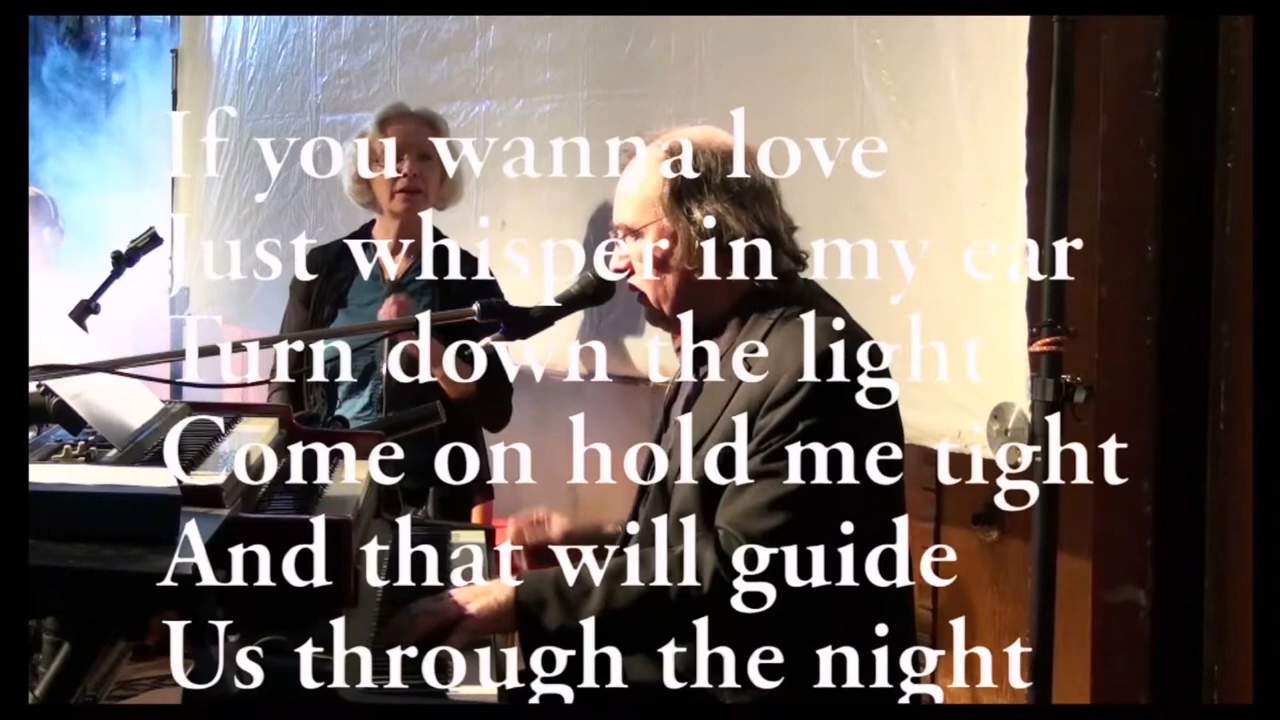 If you wanna love
Just whisper in my ear
Turn down the light
Come on hold me tight
And that will guide
Us through the night